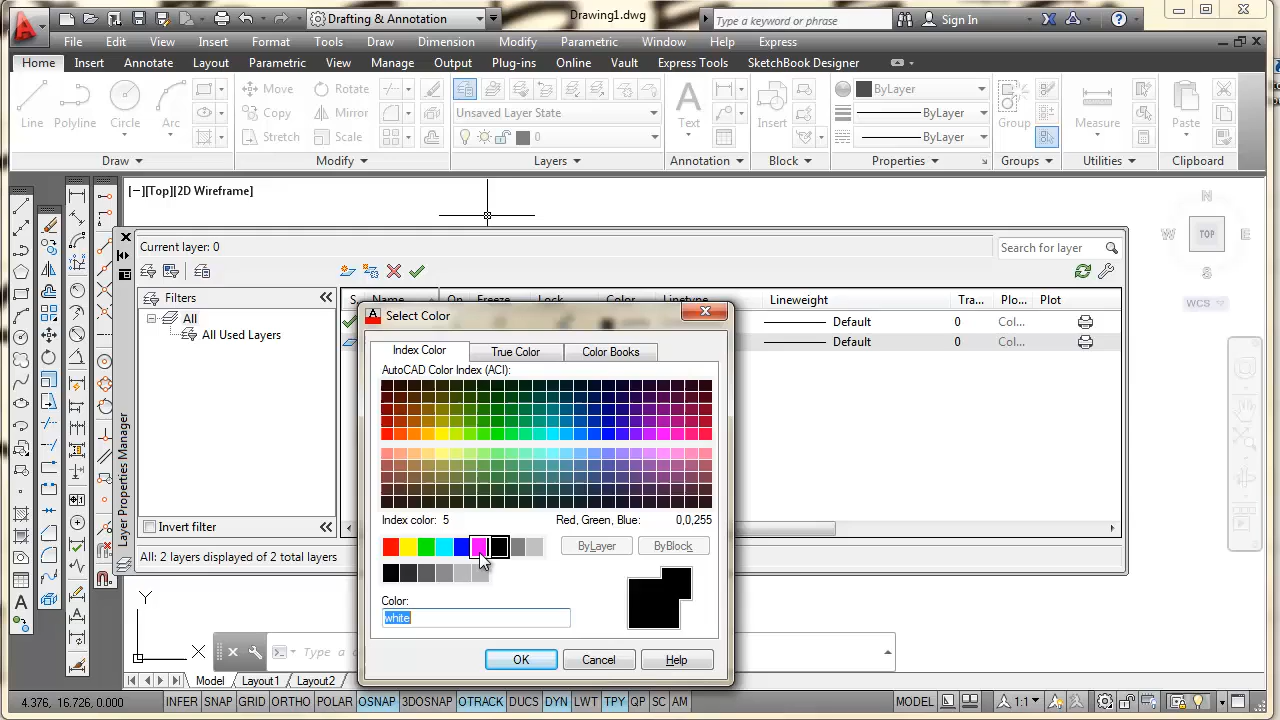 Drafting & Annotation
Drawing1.dwg
Type a keyword or phrase
Sign In
File Edit View Insert Format Tools Draw Dimension Modify Parametric Window Help Express
Home Insert Annotate Layout Parametric View Manage Output Plug-ins Online Vault Express Tools SketchBook Designer
Line Polyline Circle Arc
Move Rotate
Copy Mirror
Stretch Scale
Unsaved Layer State
0
Text
Insert
ByLayer
ByLayer
ByLayer
Group
Measure
Paste
Draw Modify Layers Annotation Block Properties Groups Utilities Clipboard
[−][Top][2D Wireframe]
N
W TOP E
S
WCS
Current layer: 0
Search for layer
Filters
All
All Used Layers
Invert filter
All: 2 layers displayed of 2 total layers
Layer Properties Manager
S.. Name On Freeze Lock Color Linetype Lineweight Tra... Plo... Plot
Default 0 Col...
Default 0 Col...
Select Color
Index Color True Color Color Books
AutoCAD Color Index (ACI):
Index color: 5 Red, Green, Blue: 0,0,255
ByLayer ByBlock
Color:
white
OK Cancel Help
Y
X
Type a
Model Layout1 Layout2
4.376, 16.726, 0.000 INFER SNAP GRID ORTHO POLAR OSNAP 3DOSNAP OTRACK DUCS DYN LWT TPY QP SC AM MODEL 1:1